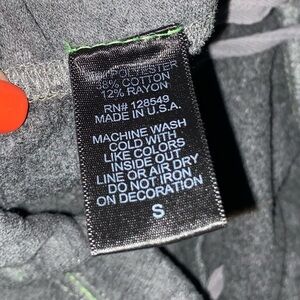 POLYESTER
38% COTTON
12% RAYON
RN# 128549
MADE IN U.S.A.
MACHINE WASH
COLD WITH
LIKE COLORS
INSIDE OUT
LINE OR AIR DRY
DO NOT IRON
ON DECORATION
S